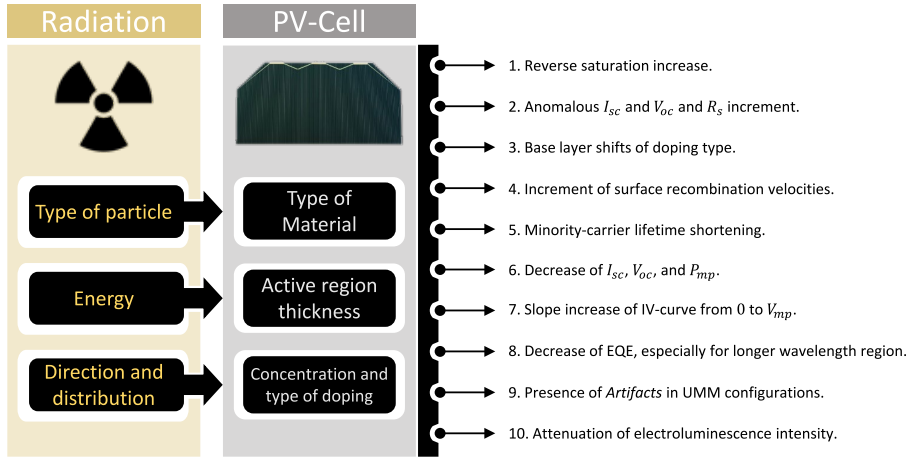 Radiation
PV-Cell
Type of particle
Energy
Direction and
distribution
Type of
Material
Active region
thickness
Concentration and
type of doping
1. Reverse saturation increase.
2. Anomalous I_sc and V_oc and R_s increment.
3. Base layer shifts of doping type.
4. Increment of surface recombination velocities.
5. Minority-carrier lifetime shortening.
6. Decrease of I_sc, V_oc, and P_mp.
7. Slope increase of IV-curve from 0 to V_mp.
8. Decrease of EQE, especially for longer wavelength region.
9. Presence of Artifacts in UMM configurations.
10. Attenuation of electroluminescence intensity.